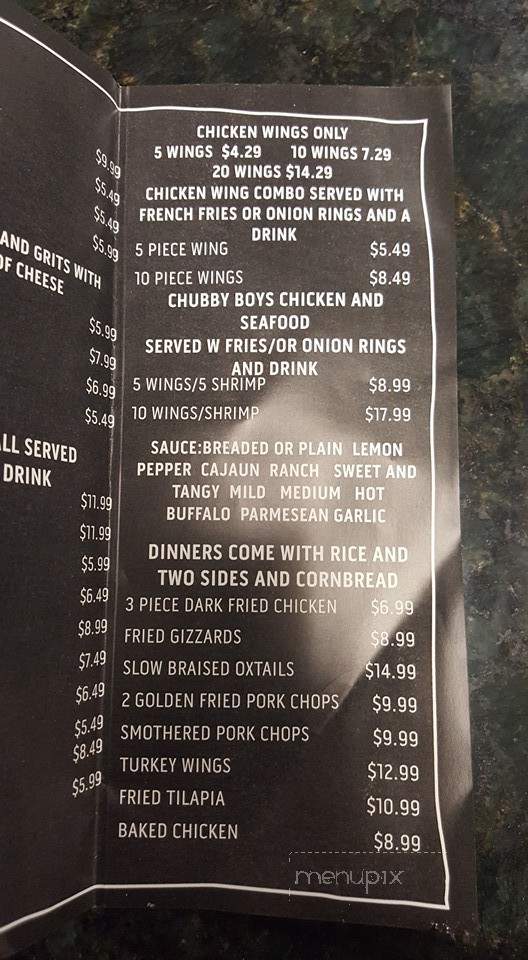 $9.99
$5.49
$5.49
$5.99
AND GRITS WITH
OF CHEESE
$5.99
$7.99
$6.99
$5.49
ALL SERVED
DRINK
$11.99
$11.99
$5.99
$6.49
$8.99
$7.49
$6.49
$5.49
$8.49
$5.99
CHICKEN WINGS ONLY
5 WINGS $4.29 10 WINGS 7.29
20 WINGS $14.29
CHICKEN WING COMBO SERVED WITH
FRENCH FRIES OR ONION RINGS AND A
DRINK
5 PIECE WING $5.49
10 PIECE WINGS $8.49
CHUBBY BOYS CHICKEN AND
SEAFOOD
SERVED W FRIES/OR ONION RINGS
AND DRINK
5 WINGS/5 SHRIMP $8.99
10 WINGS/SHRIMP $17.99
SAUCE:BREADED OR PLAIN LEMON
PEPPER CAJAUN RANCH SWEET AND
TANGY MILD MEDIUM HOT
BUFFALO PARMESEAN GARLIC
DINNERS COME WITH RICE AND
TWO SIDES AND CORNBREAD
3 PIECE DARK FRIED CHICKEN $6.99
FRIED GIZZARDS $8.99
SLOW BRAISED OXTAILS $14.99
2 GOLDEN FRIED PORK CHOPS $9.99
SMOTHERED PORK CHOPS $9.99
TURKEY WINGS $12.99
FRIED TILAPIA $10.99
BAKED CHICKEN $8.99
menupix